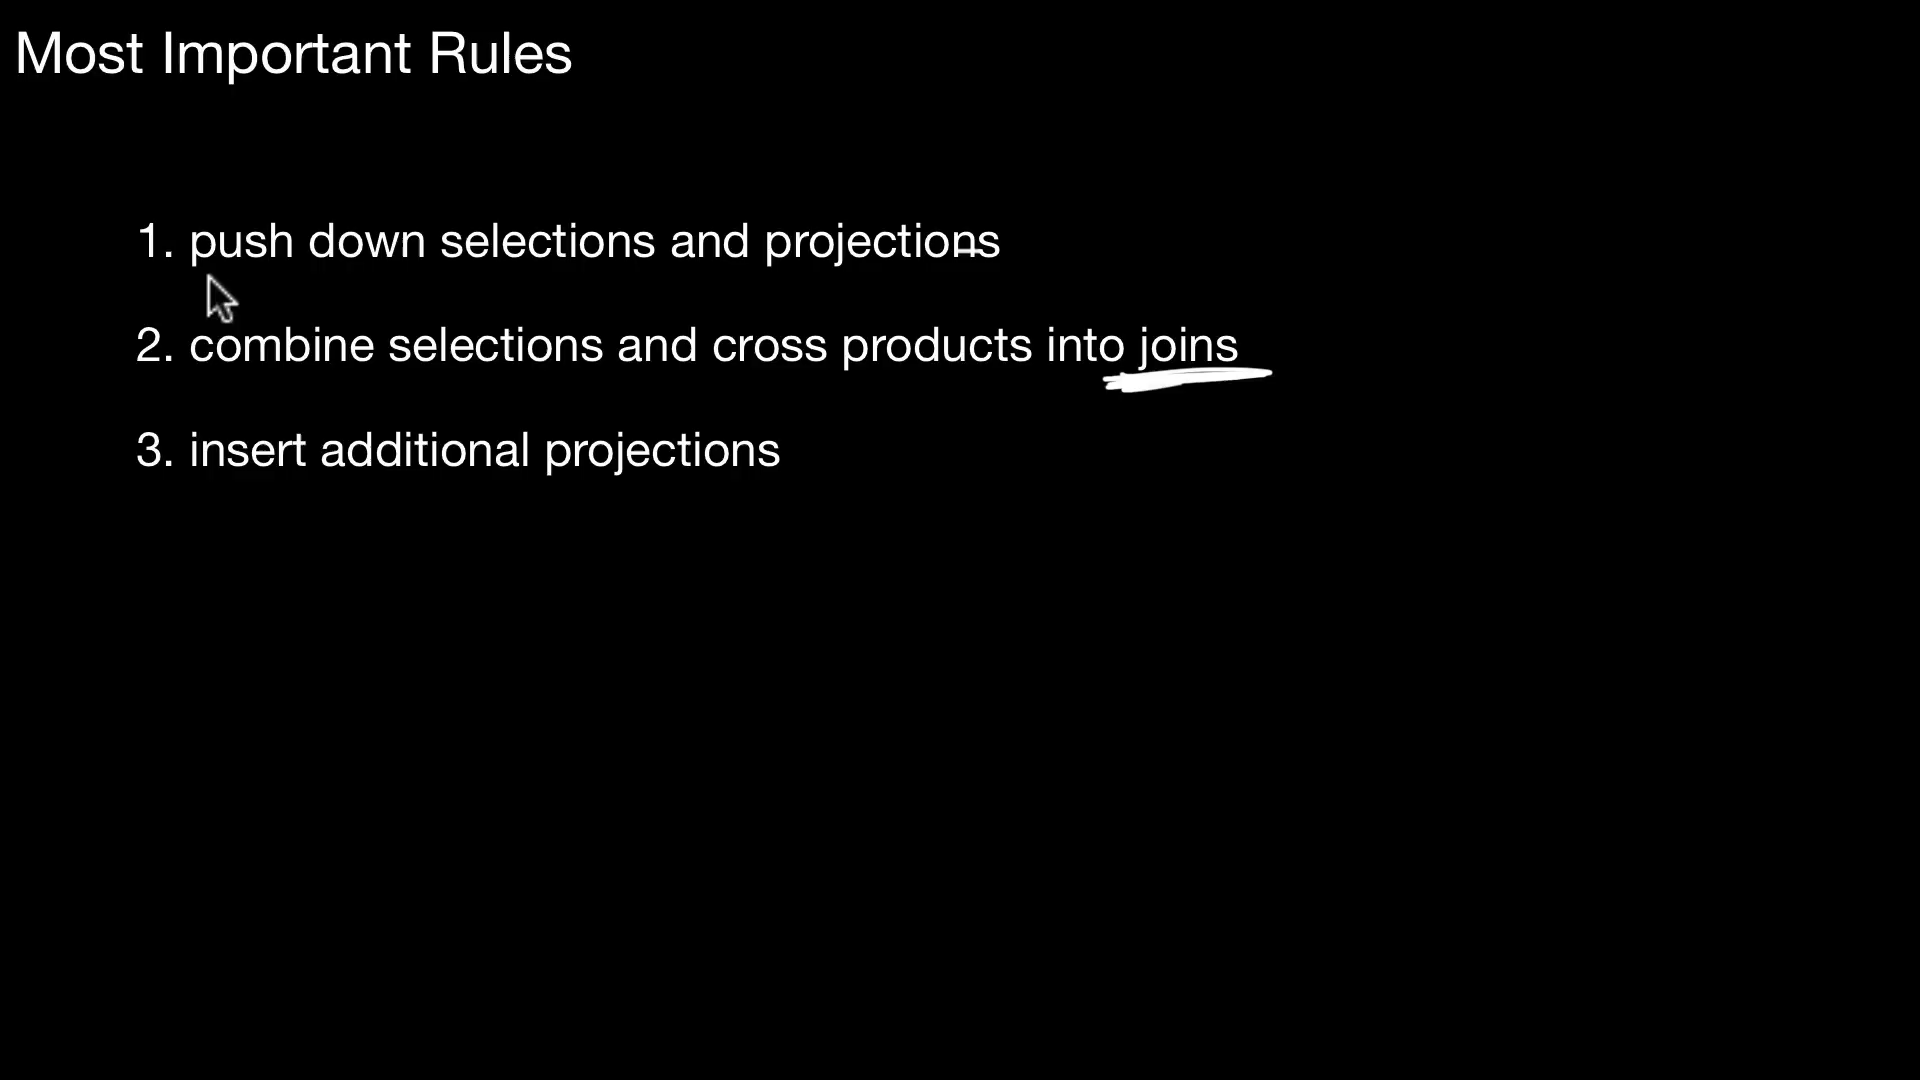 Most Important Rules
1. push down selections and projections
2. combine selections and cross products into joins
3. insert additional projections